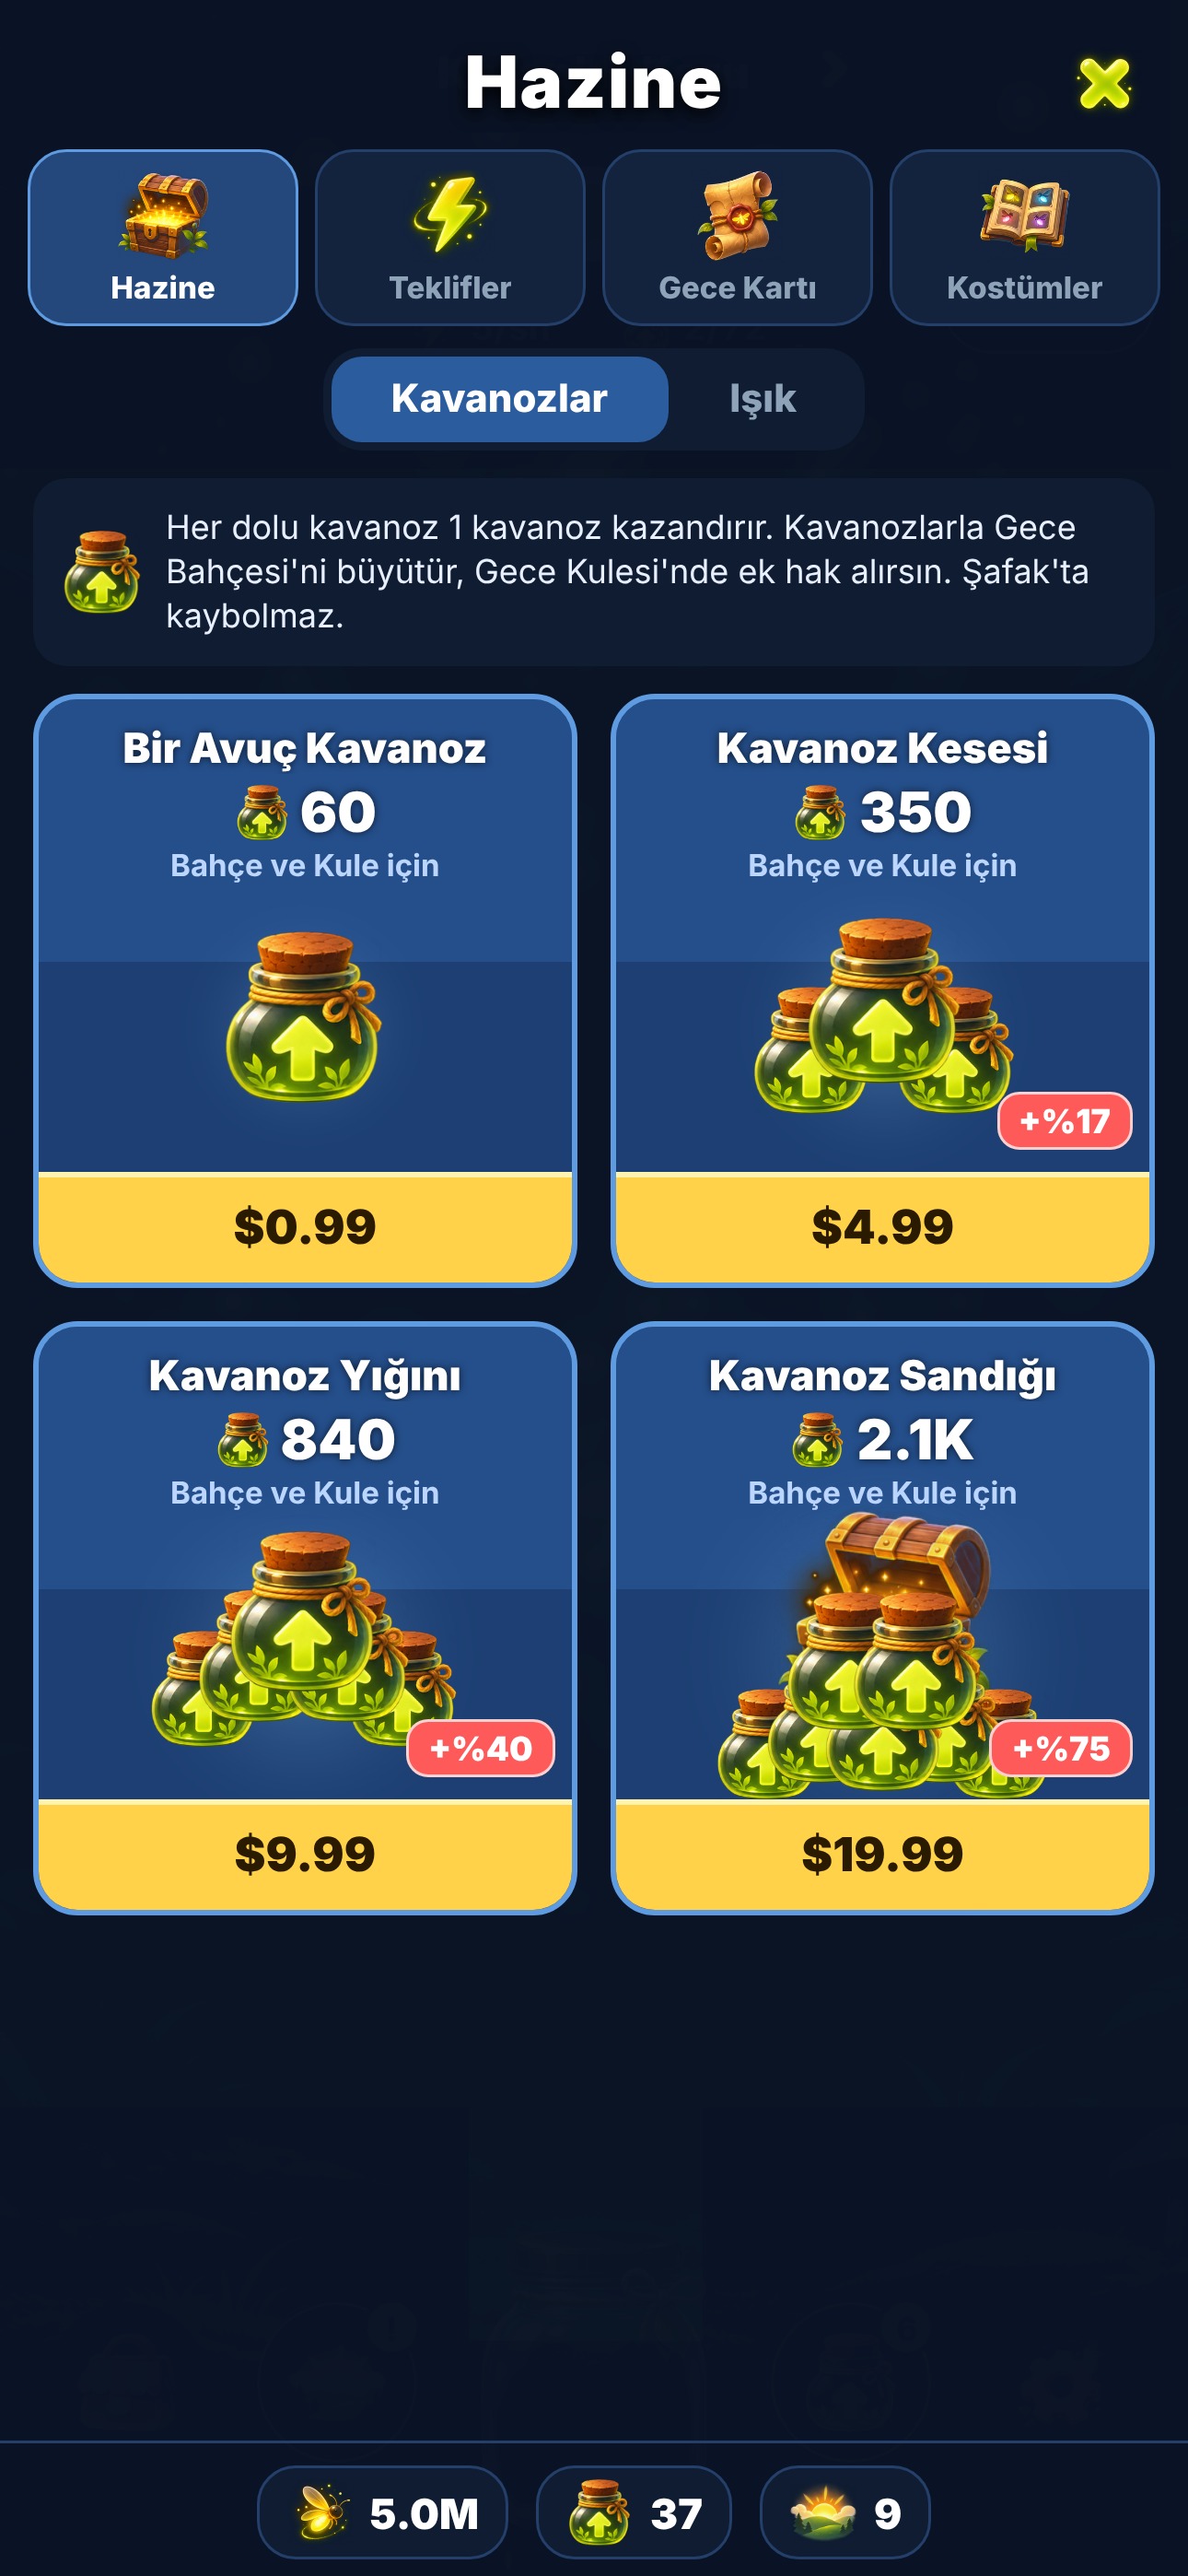 Hazine
Hazine
Teklifler
Gece Kartı
Kostümler
Kavanozlar
Işık
Her dolu kavanoz 1 kavanoz kazandırır. Kavanozlarla Gece
Bahçesi'ni büyütür, Gece Kulesi'nde ek hak alırsın. Şafak'ta
kaybolmaz.
Bir Avuç Kavanoz
60
Bahçe ve Kule için
$0.99
Kavanoz Kesesi
350
Bahçe ve Kule için
+%17
$4.99
Kavanoz Yığını
840
Bahçe ve Kule için
+%40
$9.99
Kavanoz Sandığı
2.1K
Bahçe ve Kule için
+%75
$19.99
5.0M
37
9